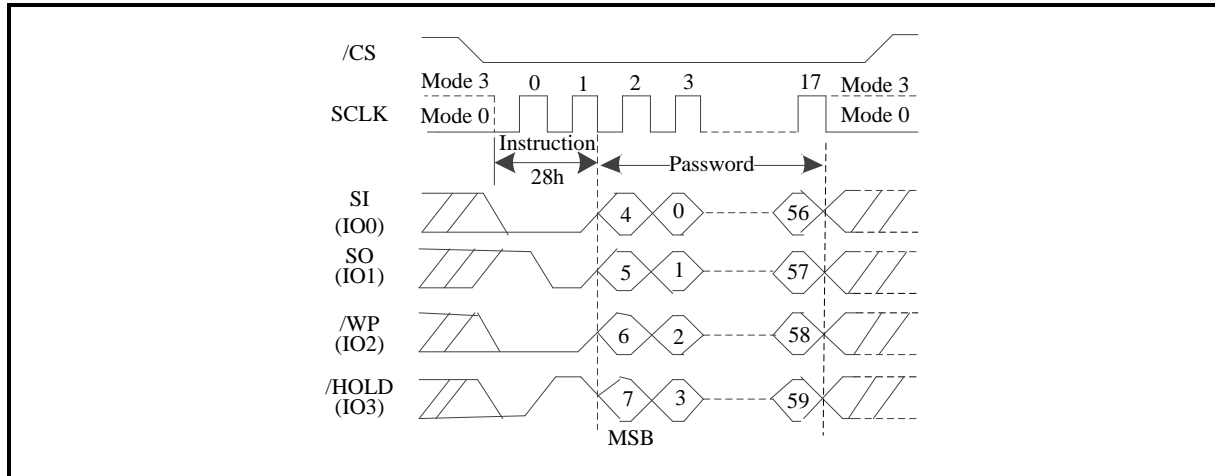 /CS
Mode 3 0 1 2 3 17 Mode 3
SCLK Mode 0 Mode 0
Instruction Password
28h
SI
(IO0) 4 0 56
SO
(IO1) 5 1 57
/WP
(IO2) 6 2 58
/HOLD
(IO3) 7 3 59
MSB